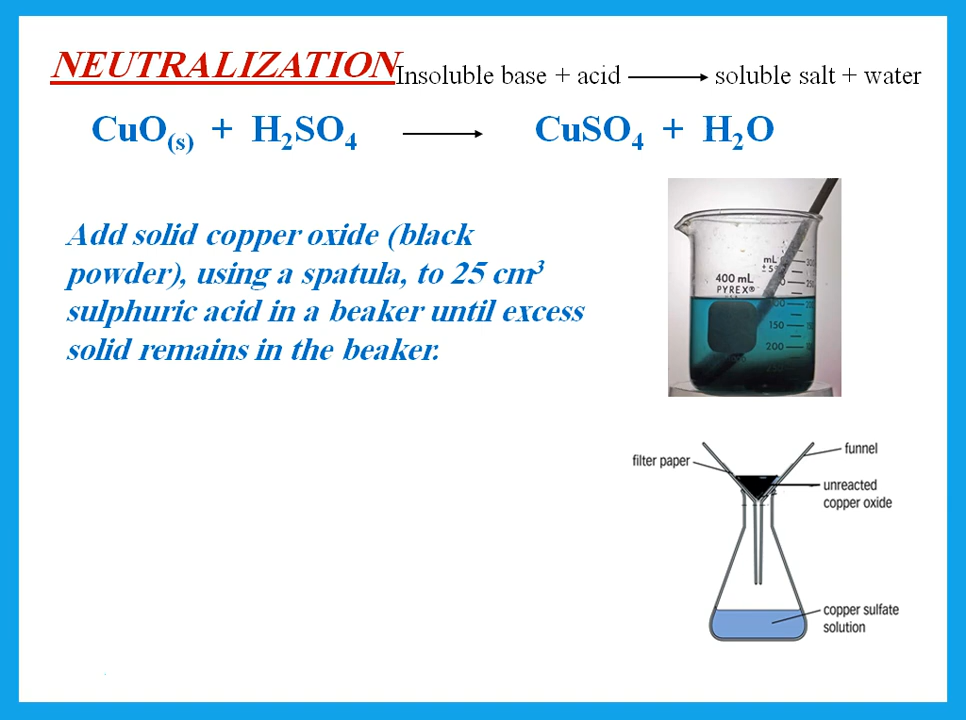 NEUTRALIZATION Insoluble base + acid ⟶ soluble salt + water
CuO(s) + H₂SO₄ ⟶ CuSO₄ + H₂O
Add solid copper oxide (black
powder), using a spatula, to 25 cm³
sulphuric acid in a beaker until excess
solid remains in the beaker.
mL
400 mL
PYREX®
150
200
funnel
filter paper
unreacted
copper oxide
copper sulfate
solution